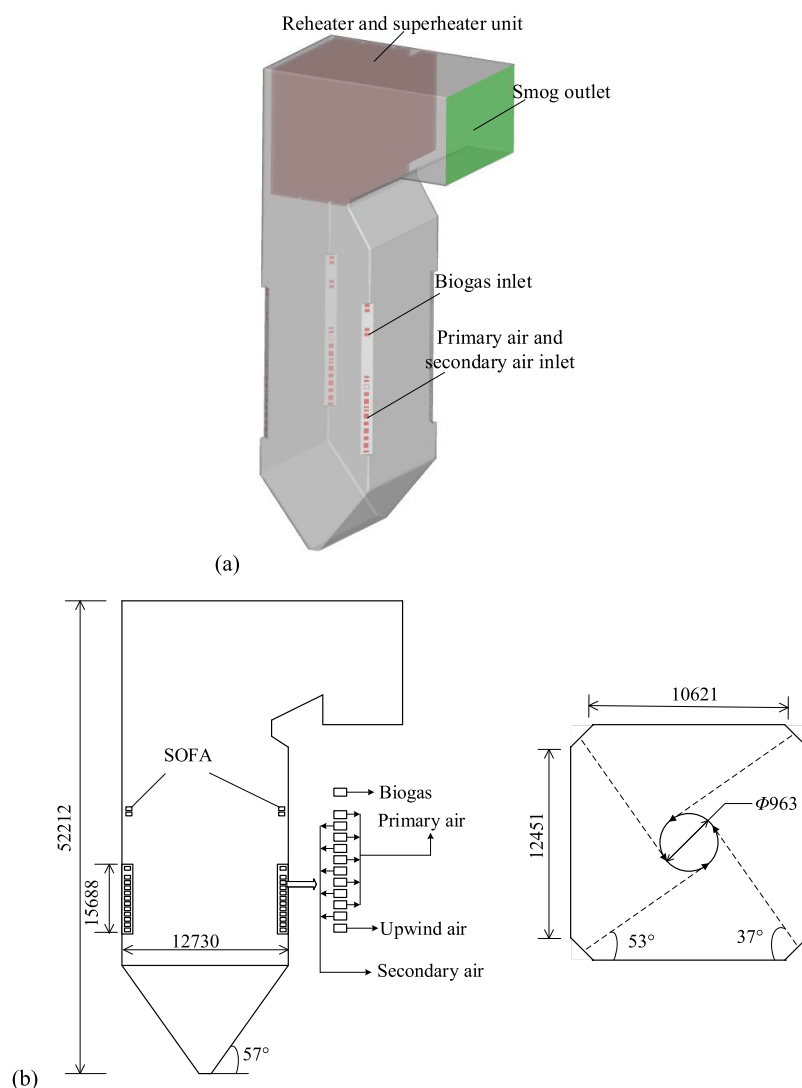 Reheater and superheater unit
Smog outlet
Biogas inlet
Primary air and
secondary air inlet
(a)
SOFA
52212
15688
12730
57°
Biogas
Primary air
Upwind air
Secondary air
10621
12451
Φ963
53°
37°
(b)